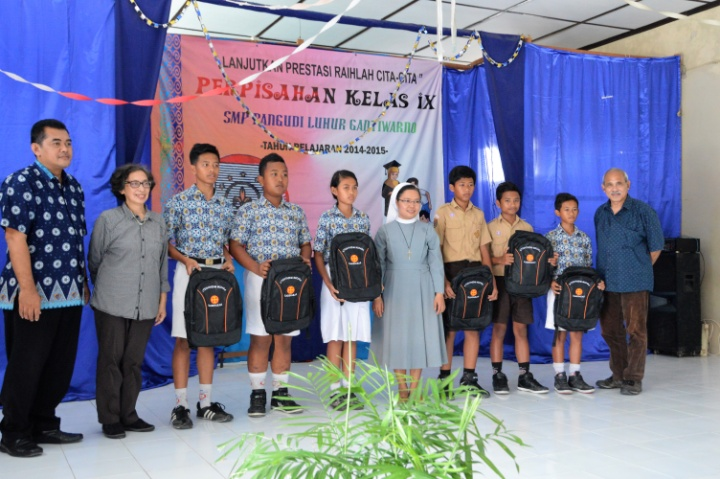 "LANJUTKAN PRESTASI RAIHLAH CITA-CITA"
PERPISAHAN KELAS IX
SMP PANGUDI LUHUR GANTIWARNO
-TAHUN PELAJARAN 2014-2015-